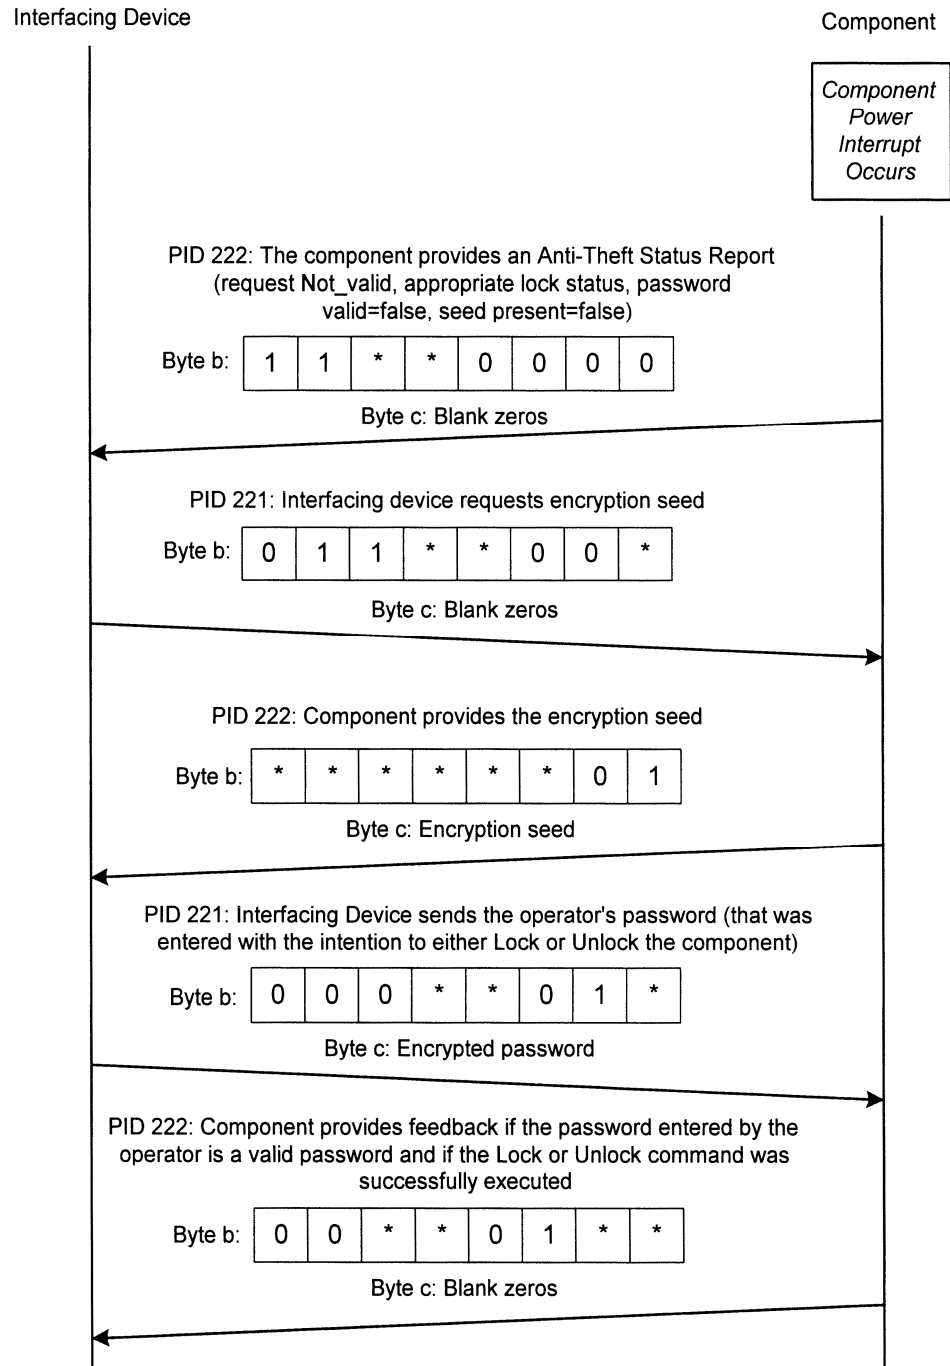 Interfacing Device
Component
Component
Power
Interrupt
Occurs
PID 222: The component provides an Anti-Theft Status Report
(request Not_valid, appropriate lock status, password
valid=false, seed present=false)
Byte b: 1 1 * * 0 0 0 0
Byte c: Blank zeros
PID 221: Interfacing device requests encryption seed
Byte b: 0 1 1 * * 0 0 *
Byte c: Blank zeros
PID 222: Component provides the encryption seed
Byte b: * * * * * * 0 1
Byte c: Encryption seed
PID 221: Interfacing Device sends the operator's password (that was
entered with the intention to either Lock or Unlock the component)
Byte b: 0 0 0 * * 0 1 *
Byte c: Encrypted password
PID 222: Component provides feedback if the password entered by the
operator is a valid password and if the Lock or Unlock command was
successfully executed
Byte b: 0 0 * * 0 1 * *
Byte c: Blank zeros